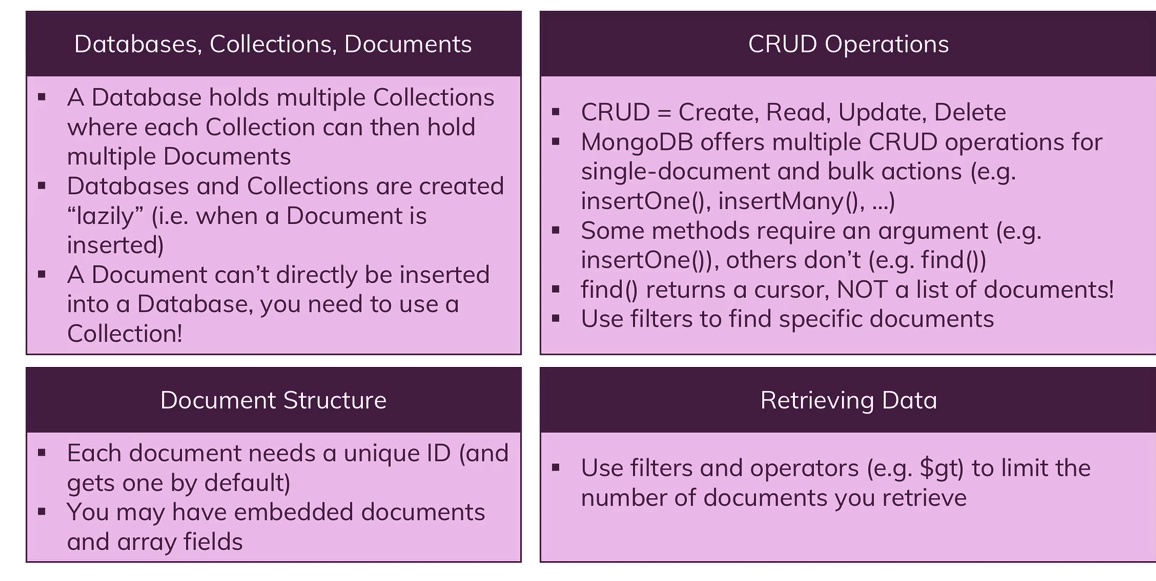 Databases, Collections, Documents
▪ A Database holds multiple Collections
where each Collection can then hold
multiple Documents
▪ Databases and Collections are created
“lazily” (i.e. when a Document is
inserted)
▪ A Document can’t directly be inserted
into a Database, you need to use a
Collection!
CRUD Operations
▪ CRUD = Create, Read, Update, Delete
▪ MongoDB offers multiple CRUD operations for
single-document and bulk actions (e.g.
insertOne(), insertMany(), …)
▪ Some methods require an argument (e.g.
insertOne()), others don’t (e.g. find())
▪ find() returns a cursor, NOT a list of documents!
▪ Use filters to find specific documents
Document Structure
▪ Each document needs a unique ID (and
gets one by default)
▪ You may have embedded documents
and array fields
Retrieving Data
▪ Use filters and operators (e.g. $gt) to limit the
number of documents you retrieve